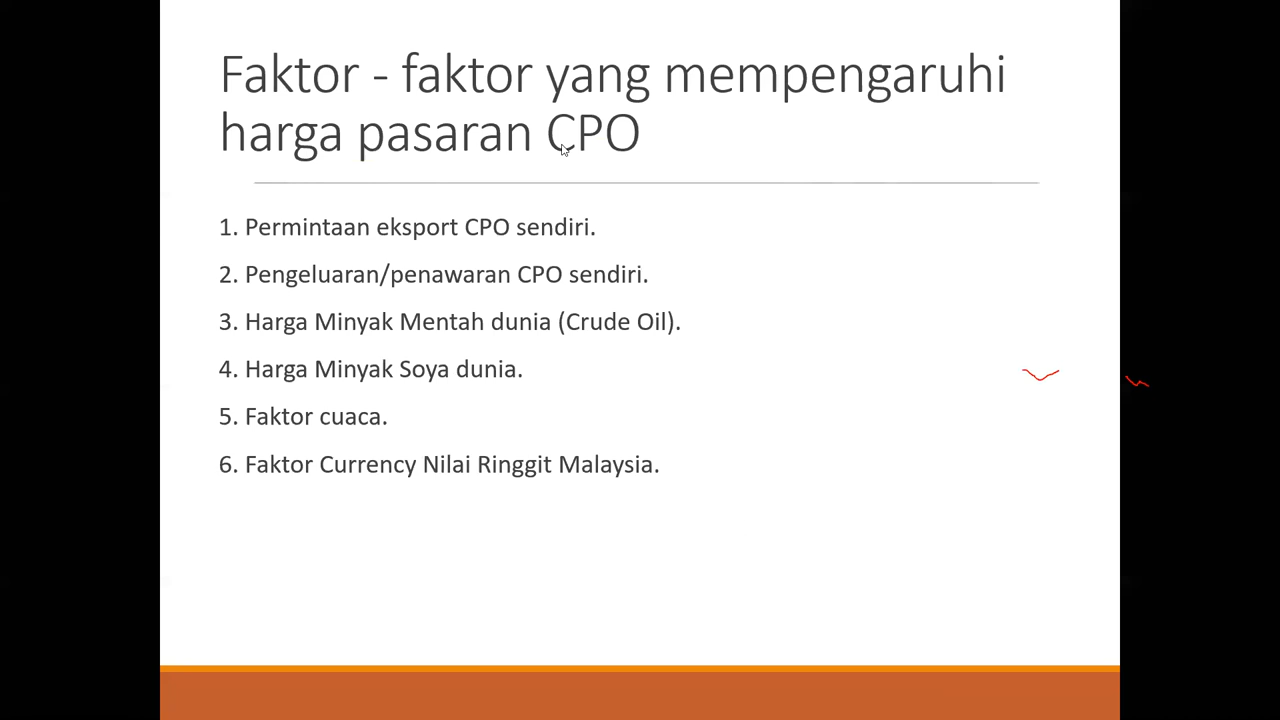 Faktor - faktor yang mempengaruhi
harga pasaran CPO
1. Permintaan eksport CPO sendiri.
2. Pengeluaran/penawaran CPO sendiri.
3. Harga Minyak Mentah dunia (Crude Oil).
4. Harga Minyak Soya dunia.
5. Faktor cuaca.
6. Faktor Currency Nilai Ringgit Malaysia.